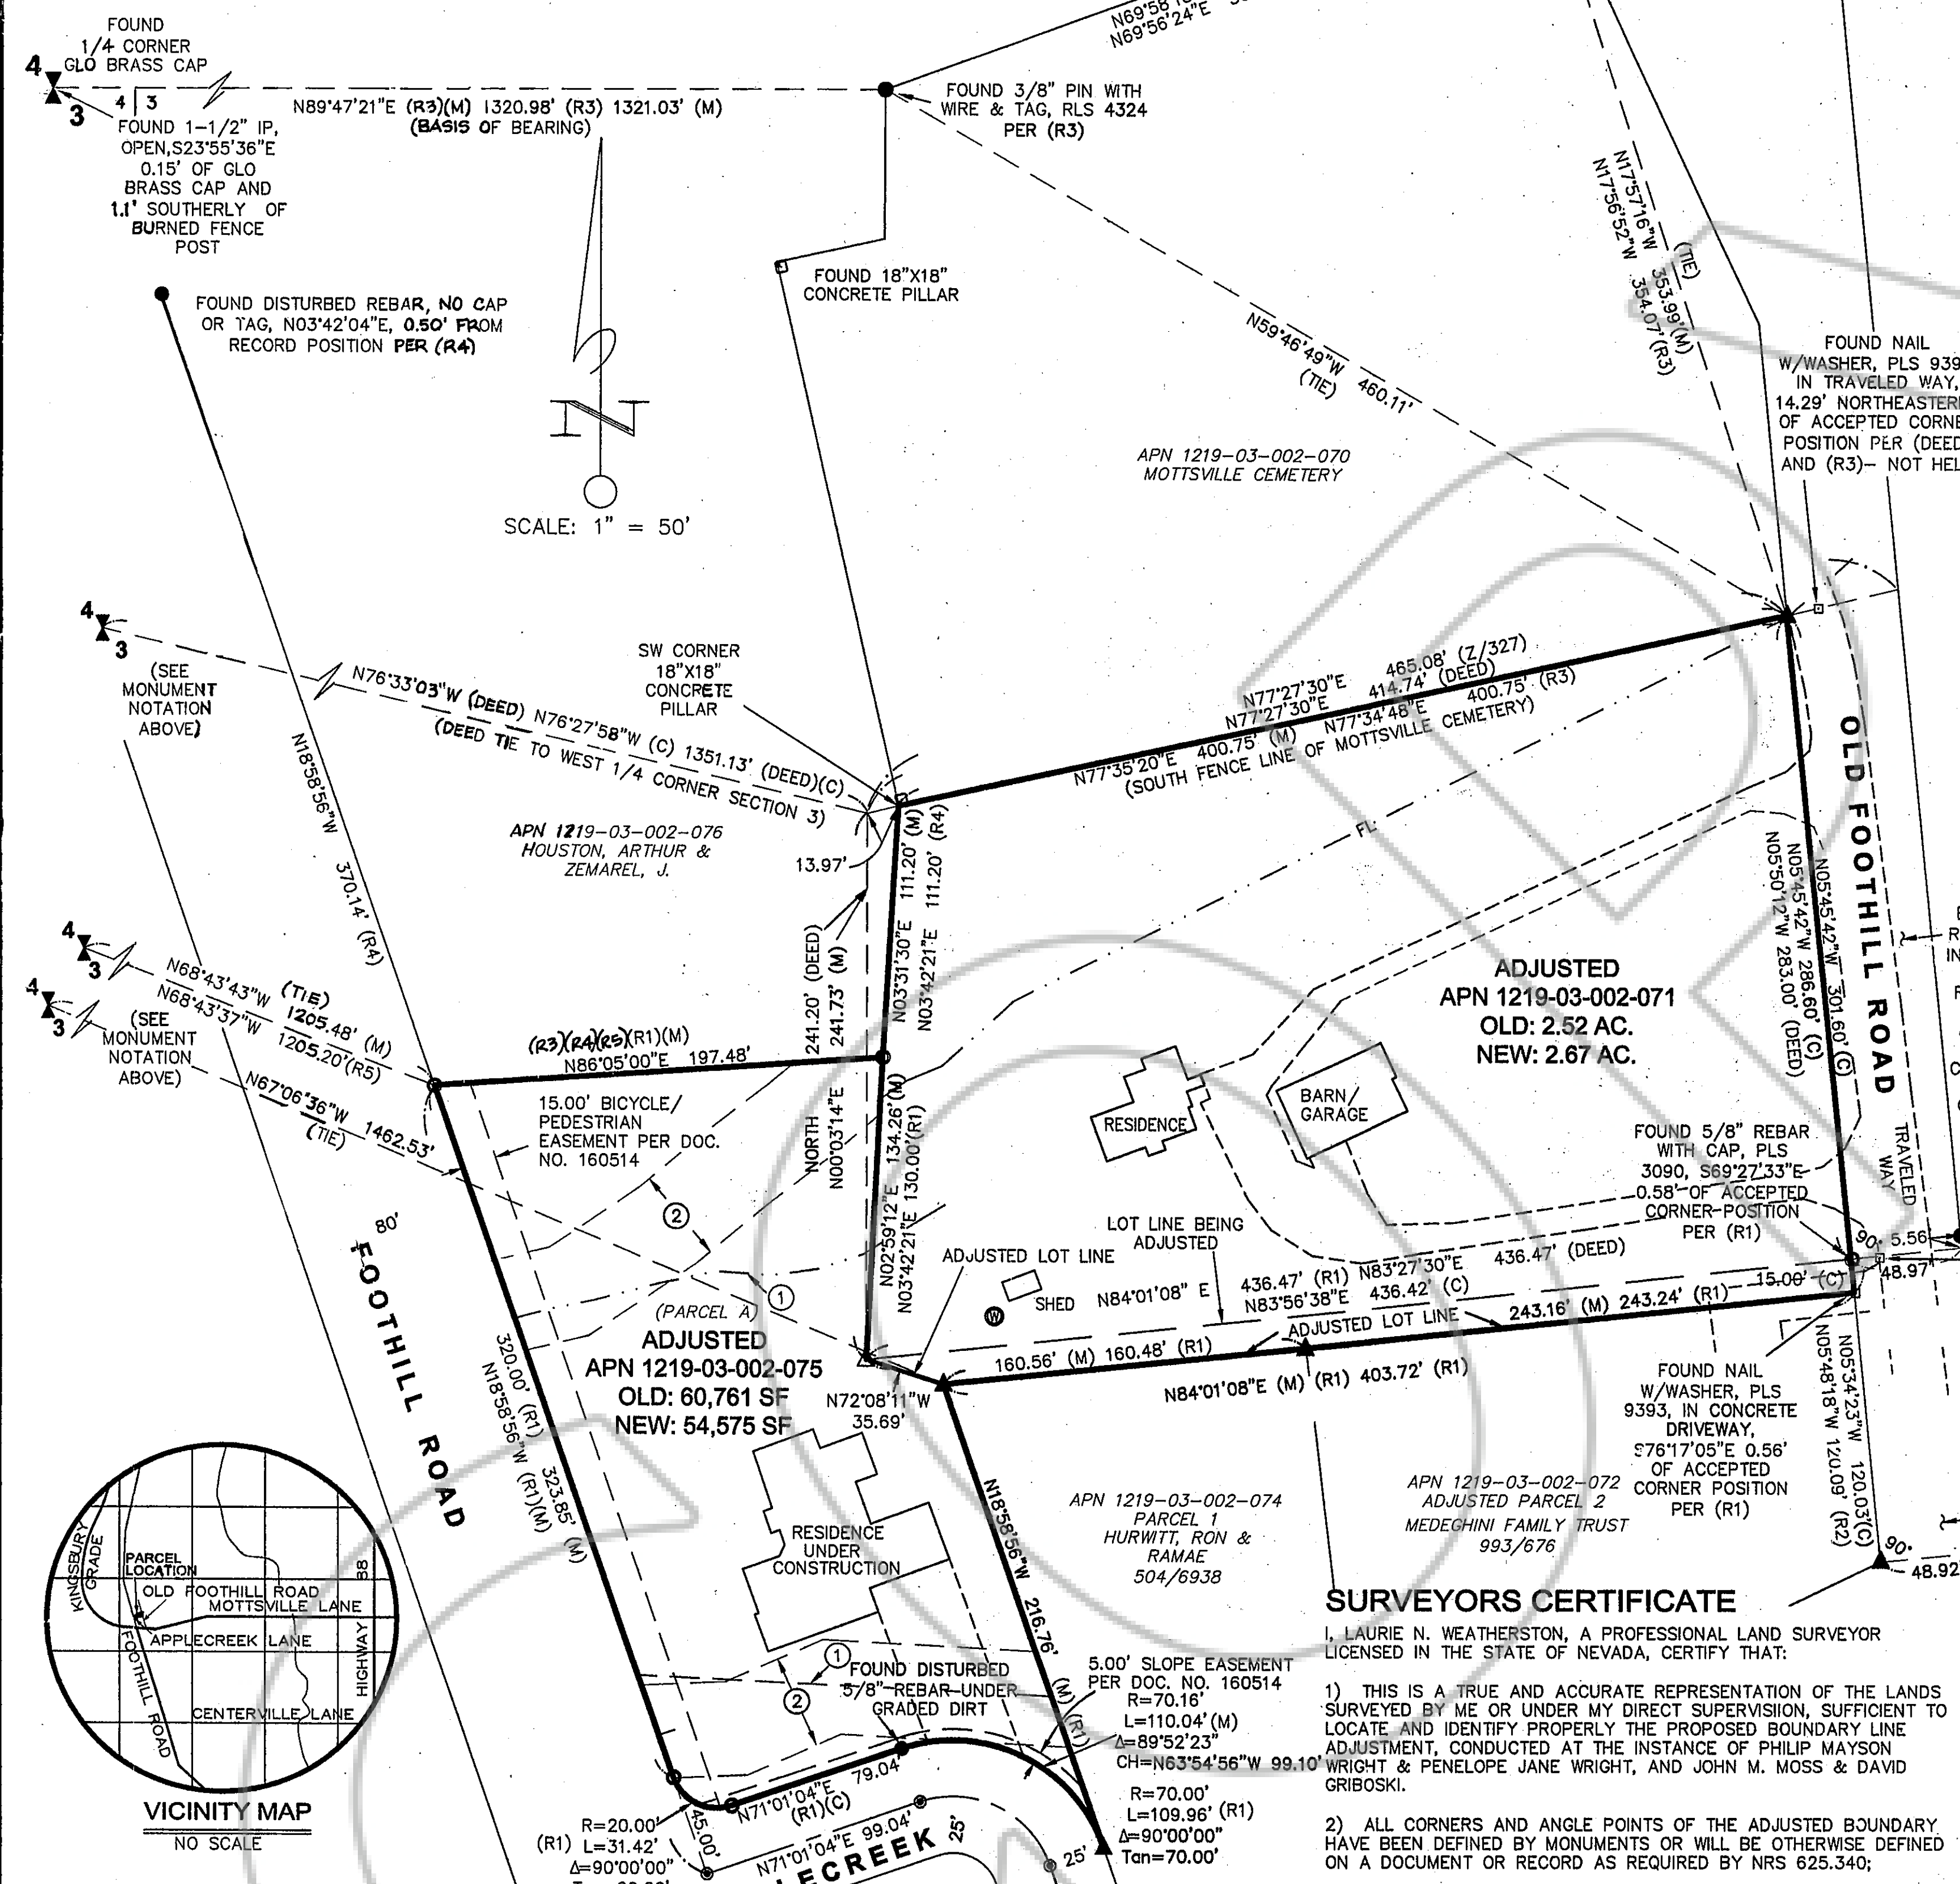 FOUND
1/4 CORNER
GLO BRASS CAP
4
3
4 3
N89°47'21"E (R3)(M) 1320.98' (R3) 1321.03' (M)
(BASIS OF BEARING)
FOUND 1-1/2" IP,
OPEN,S23°55'36"E
0.15' OF GLO
BRASS CAP AND
1.1' SOUTHERLY OF
BURNED FENCE
POST
N69°56'24"E
FOUND 3/8" PIN WITH
WIRE & TAG, RLS 4324
PER (R3)
FOUND 18"X18"
CONCRETE PILLAR
FOUND DISTURBED REBAR, NO CAP
OR TAG, N03°42'04"E, 0.50' FROM
RECORD POSITION PER (R4)
N
SCALE: 1" = 50'
N59°46'49"W 460.11'
(TIE)
N17°57'16"W 353.99'(M)
N17°56'52"W 354.07'(R3)
(TIE)
FOUND NAIL
W/WASHER, PLS
IN TRAVELED WAY,
14.29'
OF ACCEPTED
POSITION PER
AND (R3)- NOT
APN 1219-03-002-070
MOTTSVILLE CEMETERY
4
3
(SEE
MONUMENT
NOTATION
ABOVE)
N76°33'03"W (DEED) N76°27'58"W (C) 1351.13' (DEED)(C)
(DEED TIE TO WEST 1/4 CORNER SECTION 3)
SW CORNER
18"X18"
CONCRETE
PILLAR
N77°27'30"E 465.08' (Z/327)
N77°27'30"E 414.74' (DEED)
N77°34'48"E 400.75' (R3)
N77°35'20"E 400.75' (M)
(SOUTH FENCE LINE OF MOTTSVILLE CEMETERY)
FL
N18°58'56"W 370.14' (R4)
APN 1219-03-002-076
HOUSTON, ARTHUR &
ZEMAREL, J.
13.97'
N03°31'30"E 111.20' (M)
N03°42'21"E 111.20' (R4)
NORTH 241.20' (DEED)
N00°03'14"E 241.73' (M)
OLD FOOTHILL ROAD
N05°45'42"W 301.60' (C)
N05°45'42"W 286.60' (C)
N05°50'12"W 283.00' (DEED)
ADJUSTED
APN 1219-03-002-071
OLD: 2.52 AC.
NEW: 2.67 AC.
4
3
N68°43'43"W 1205.48' (M)
(TIE)
N68°43'37"W 1205.20'(R5)
4
3
(SEE
MONUMENT
NOTATION
ABOVE)
N67°06'36"W 1462.53'
(TIE)
(R3)(R4)(R5)(R1)(M)
N86°05'00"E 197.48'
15.00' BICYCLE/
PEDESTRIAN
EASEMENT PER DOC.
NO. 160514
N02°59'12"E 134.26'(M)
N03°42'21"E 130.00'(R1)
RESIDENCE
BARN/
GARAGE
FOUND 5/8" REBAR
WITH CAP, PLS
3090, S69°27'33"E
0.58' OF ACCEPTED
CORNER POSITION
PER (R1)
TRAVELED
WAY
80'
FOOTHILL ROAD
2
1
ADJUSTED LOT LINE
LOT LINE BEING
ADJUSTED
SHED
W
N84°01'08" E 436.47' (R1) N83°27'30"E 436.47' (DEED)
N83°56'38"E 436.42' (C)
ADJUSTED LOT LINE
243.16' (M) 243.24' (R1)
15.00' (C)
90°
5.56
48.97'
160.56' (M) 160.48' (R1)
N84°01'08"E (M) (R1) 403.72' (R1)
(PARCEL A)
ADJUSTED
APN 1219-03-002-075
OLD: 60,761 SF
NEW: 54,575 SF
N72°08'11"W
35.69'
320.00' (R1) 323.85' (M)
N18°58'56"W (R1)(M)
FOUND NAIL
W/WASHER, PLS
9393, IN CONCRETE
DRIVEWAY,
S76°17'05"E 0.56'
OF ACCEPTED
CORNER POSITION
PER (R1)
N05°34'23"W 120.03'(C)
N05°48'18"W 120.09' (R2)
90°
48.92
RESIDENCE
UNDER
CONSTRUCTION
N18°58'56"W 216.76' (M) (R1)
APN 1219-03-002-074
PARCEL 1
HURWITT, RON &
RAMAE
504/6938
APN 1219-03-002-072
ADJUSTED PARCEL 2
MEDEGHINI FAMILY TRUST
993/676
1
2
FOUND DISTURBED
5/8" REBAR UNDER
GRADED DIRT
5.00' SLOPE EASEMENT
PER DOC. NO. 160514
R=70.16'
L=110.04' (M)
Δ=89°52'23"
CH=N63°54'56"W 99.10'
R=70.00'
L=109.96' (R1)
Δ=90°00'00"
Tan=70.00'
N71°01'04"E 79.04'
(R1)(C)
45.00'
N71°01'04"E 99.04'
25'
25'
R=20.00'
(R1) L=31.42'
Δ=90°00'00"
LECREEK
KINGSBURY
GRADE
PARCEL
LOCATION
OLD FOOTHILL ROAD
MOTTSVILLE LANE
APPLECREEK LANE
FOOTHILL ROAD
CENTERVILLE LANE
HIGHWAY 88
VICINITY MAP
NO SCALE
SURVEYORS CERTIFICATE
I, LAURIE N. WEATHERSTON, A PROFESSIONAL LAND SURVEYOR
LICENSED IN THE STATE OF NEVADA, CERTIFY THAT:
1) THIS IS A TRUE AND ACCURATE REPRESENTATION OF THE LANDS
SURVEYED BY ME OR UNDER MY DIRECT SUPERVISIION, SUFFICIENT TO
LOCATE AND IDENTIFY PROPERLY THE PROPOSED BOUNDARY LINE
ADJUSTMENT, CONDUCTED AT THE INSTANCE OF PHILIP MAYSON
WRIGHT & PENELOPE JANE WRIGHT, AND JOHN M. MOSS & DAVID
GRIBOSKI.
2) ALL CORNERS AND ANGLE POINTS OF THE ADJUSTED BOUNDARY
HAVE BEEN DEFINED BY MONUMENTS OR WILL BE OTHERWISE DEFINED
ON A DOCUMENT OR RECORD AS REQUIRED BY NRS 625.340;